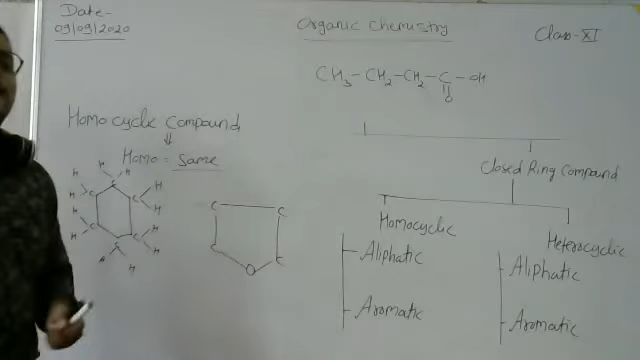 Date-
09/09/2020
Organic Chemistry
Class-XI
CH3-CH2-CH2-C-OH
O
Homocyclic Compound
Homo = Same
H
H
H
H
H
C
C
H
C
H
H
H
C
C
H
H
C
H
H
C
C
C
C
O
Closed Ring Compound
Homocyclic
Heterocyclic
Aliphatic
Aliphatic
Aromatic
Aromatic